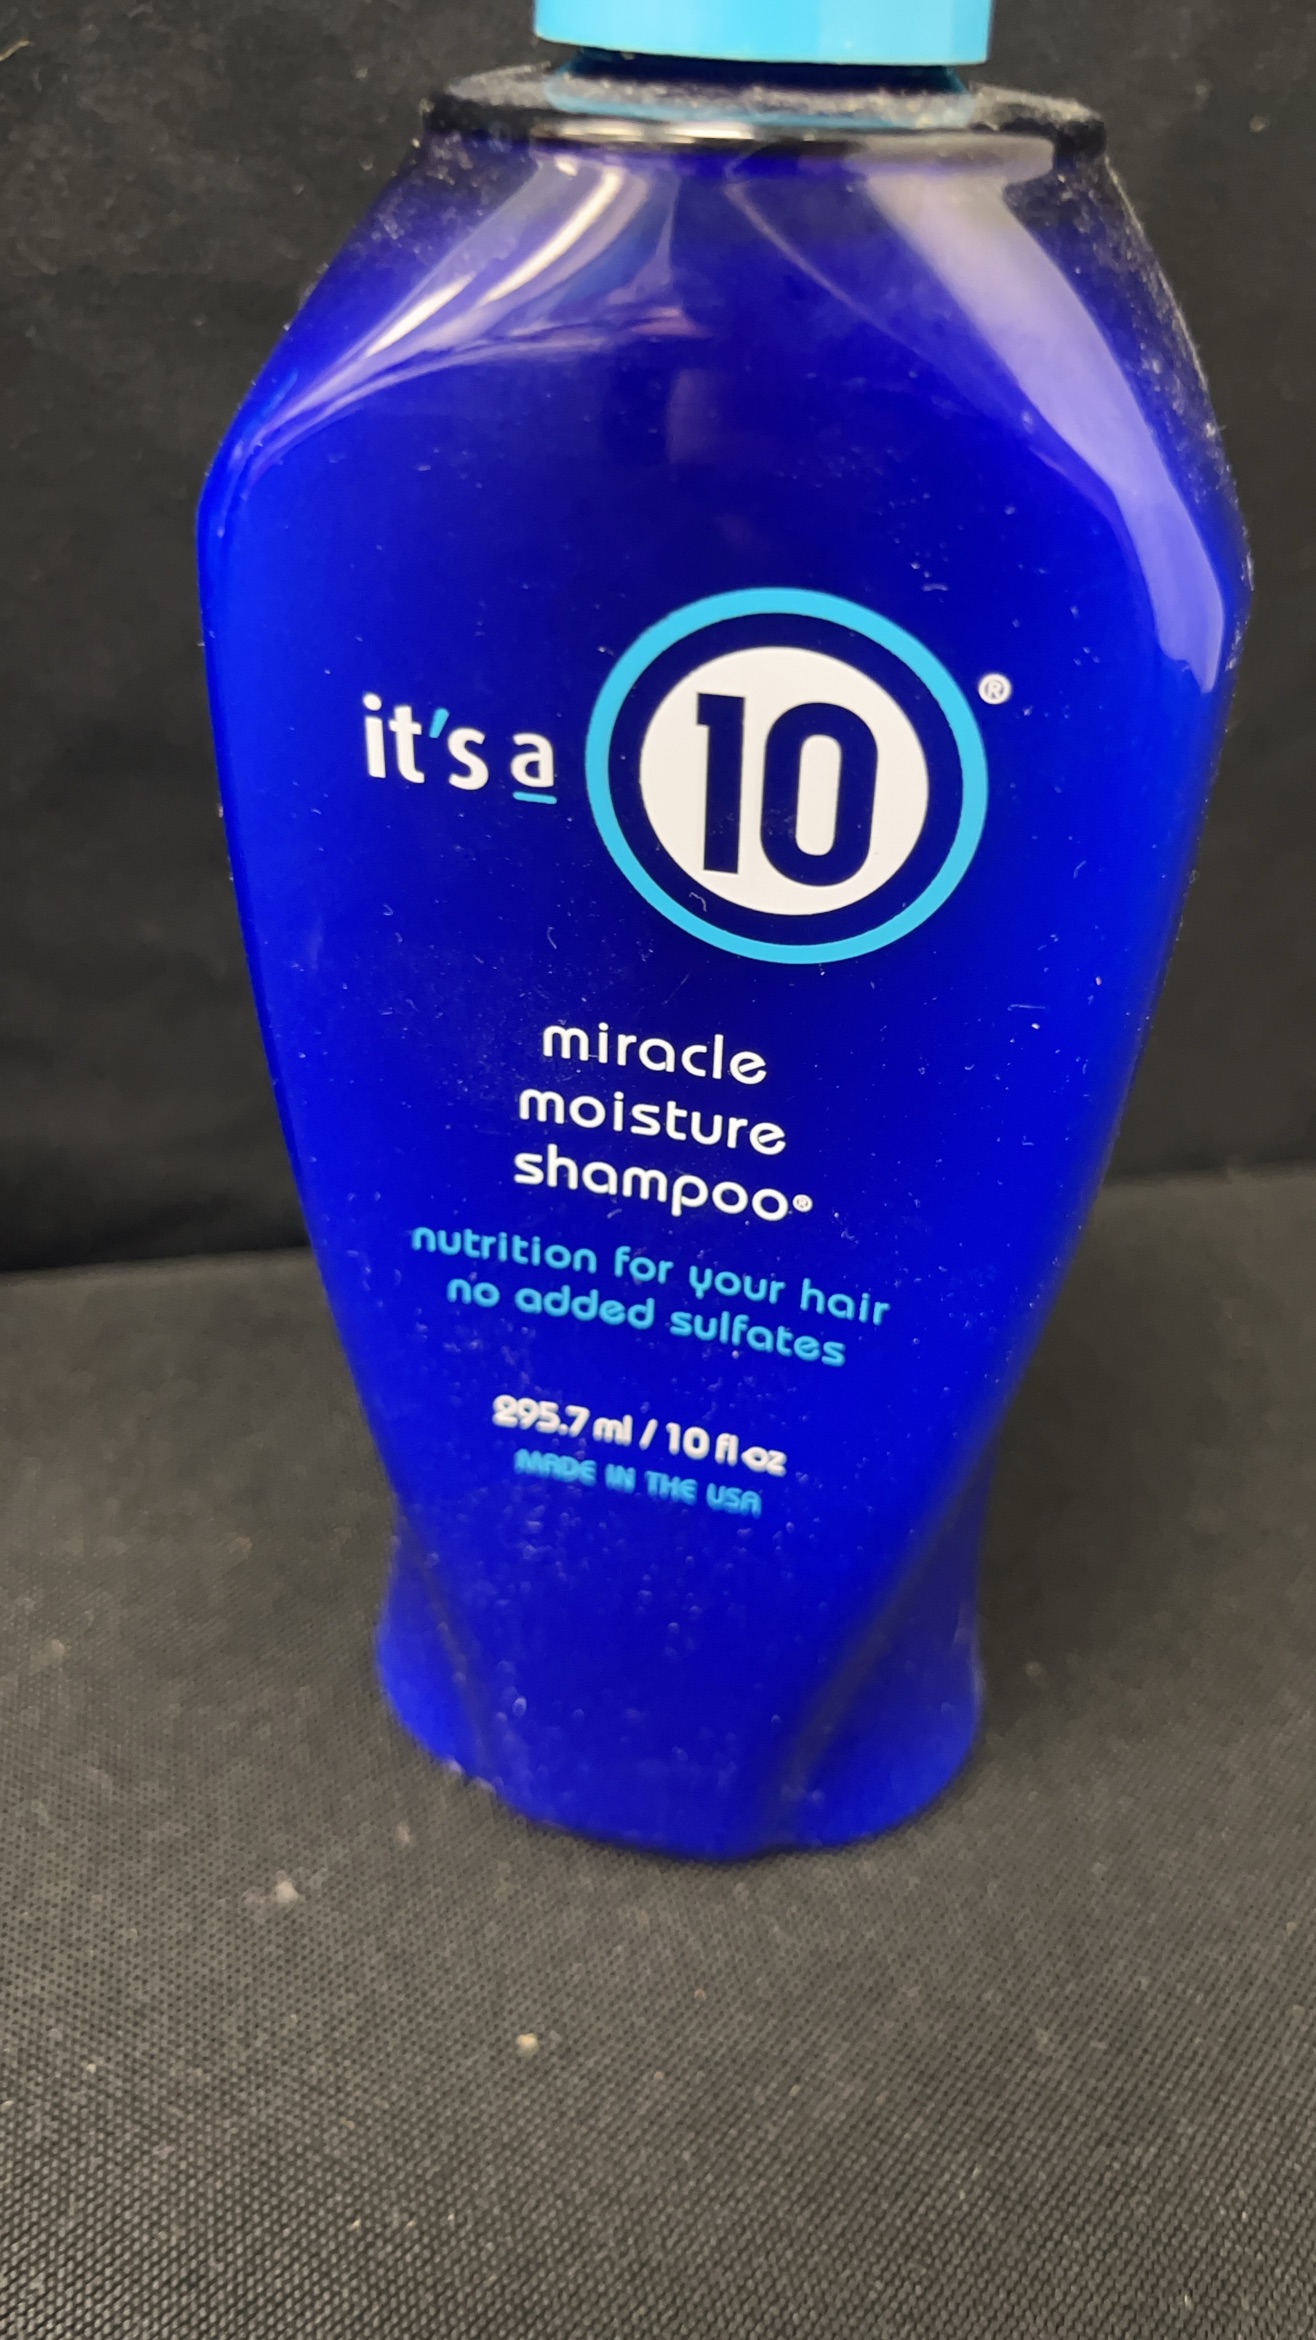 it's a 10®
miracle
moisture
shampoo®
nutrition for your hair
no added sulfates
295.7 ml / 10 fl oz
MADE IN THE USA